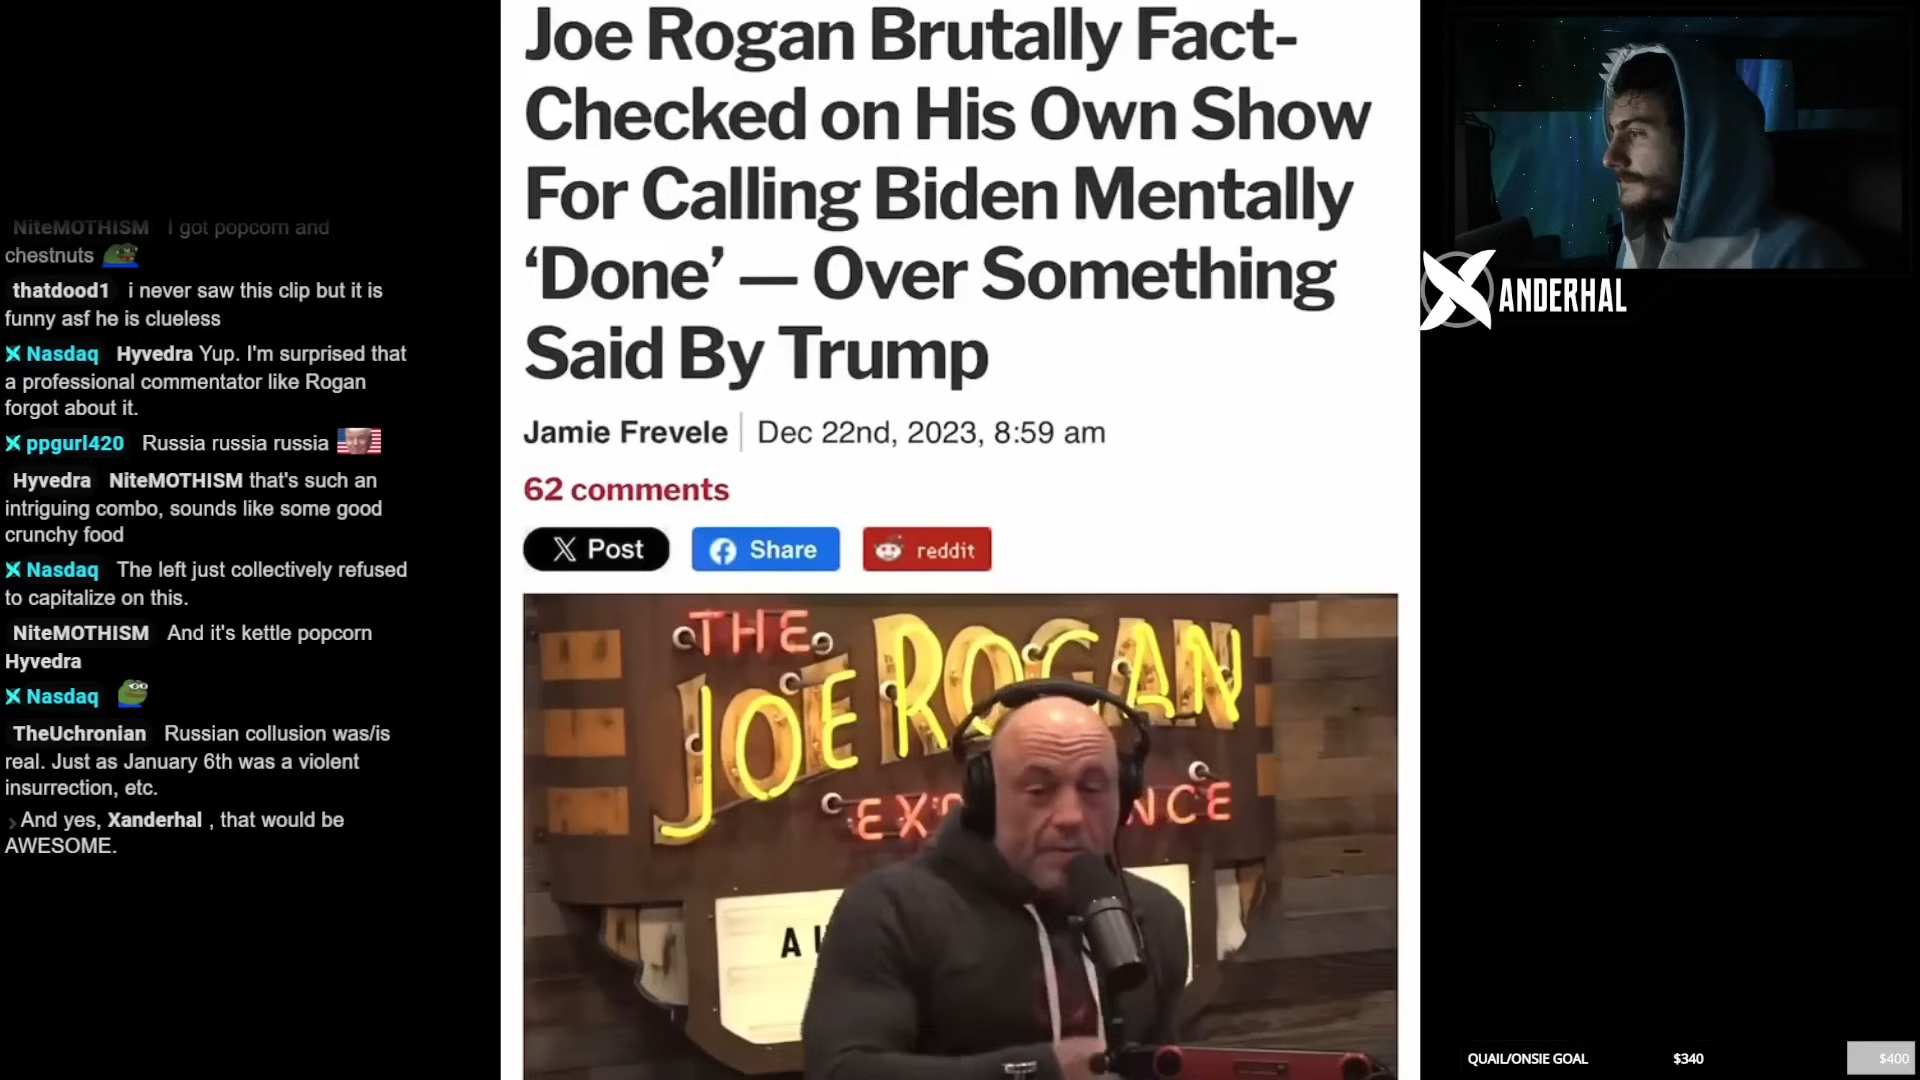 NiteMOTHISM I got popcorn and
chestnuts
thatdood1 i never saw this clip but it is
funny asf he is clueless
Nasdaq Hyvedra Yup. I'm surprised that
a professional commentator like Rogan
forgot about it.
ppgurl420 Russia russia russia
Hyvedra NiteMOTHISM that's such an
intriguing combo, sounds like some good
crunchy food
Nasdaq The left just collectively refused
to capitalize on this.
NiteMOTHISM And it's kettle popcorn
Hyvedra
Nasdaq
TheUchronian Russian collusion was/is
real. Just as January 6th was a violent
insurrection, etc.
And yes, Xanderhal , that would be
AWESOME.
Joe Rogan Brutally Fact-
Checked on His Own Show
For Calling Biden Mentally
‘Done’ — Over Something
Said By Trump
Jamie Frevele | Dec 22nd, 2023, 8:59 am
62 comments
X Post
Share
reddit
THE
JOE ROGAN
XANDERHAL
QUAIL/ONSIE GOAL $340 $400